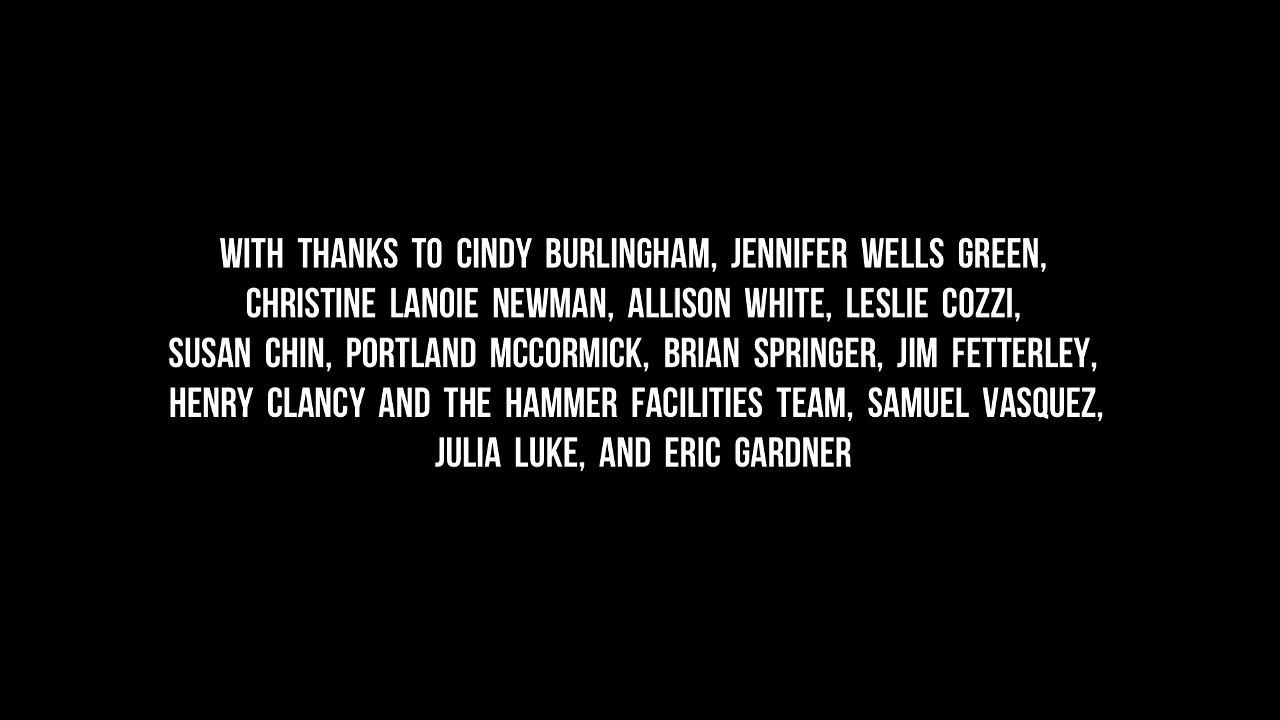 WITH THANKS TO CINDY BURLINGHAM, JENNIFER WELLS GREEN,
CHRISTINE LANOIE NEWMAN, ALLISON WHITE, LESLIE COZZI,
SUSAN CHIN, PORTLAND MCCORMICK, BRIAN SPRINGER, JIM FETTERLEY,
HENRY CLANCY AND THE HAMMER FACILITIES TEAM, SAMUEL VASQUEZ,
JULIA LUKE, AND ERIC GARDNER